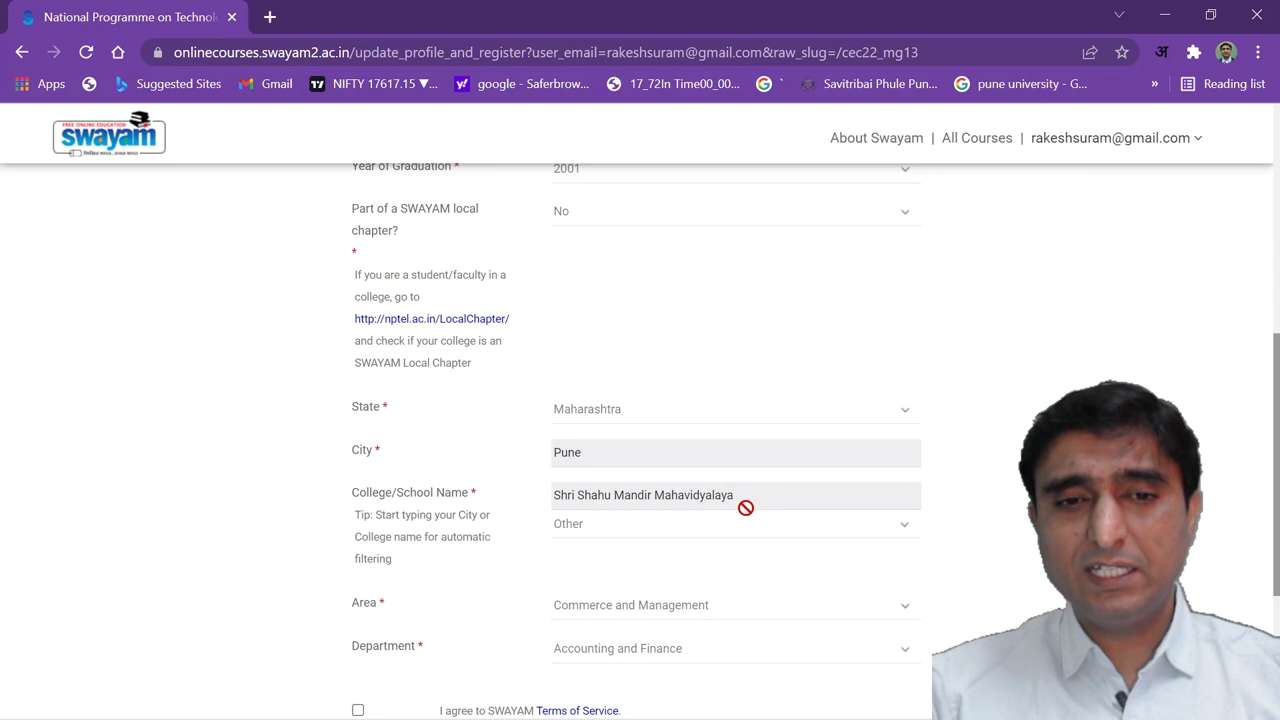 National Programme on Technol
onlinecourses.swayam2.ac.in/update_profile_and_register?user_email=rakeshsuram@gmail.com&raw_slug=/cec22_mg13
अ
Apps
Suggested Sites
Gmail
NIFTY 17617.15 ▼...
google - Saferbrow...
17_72In Time00_00...
`
Savitribai Phule Pun...
pune university - G...
»
Reading list
FREE ONLINE EDUCATION
swayam
About Swayam | All Courses | rakeshsuram@gmail.com
Year of Graduation *
2001
Part of a SWAYAM local
chapter?
*
No
If you are a student/faculty in a
college, go to
http://nptel.ac.in/LocalChapter/
and check if your college is an
SWAYAM Local Chapter
State *
Maharashtra
City *
Pune
College/School Name *
Shri Shahu Mandir Mahavidyalaya
Tip: Start typing your City or
College name for automatic
filtering
Other
Area *
Commerce and Management
Department *
Accounting and Finance
I agree to SWAYAM Terms of Service.